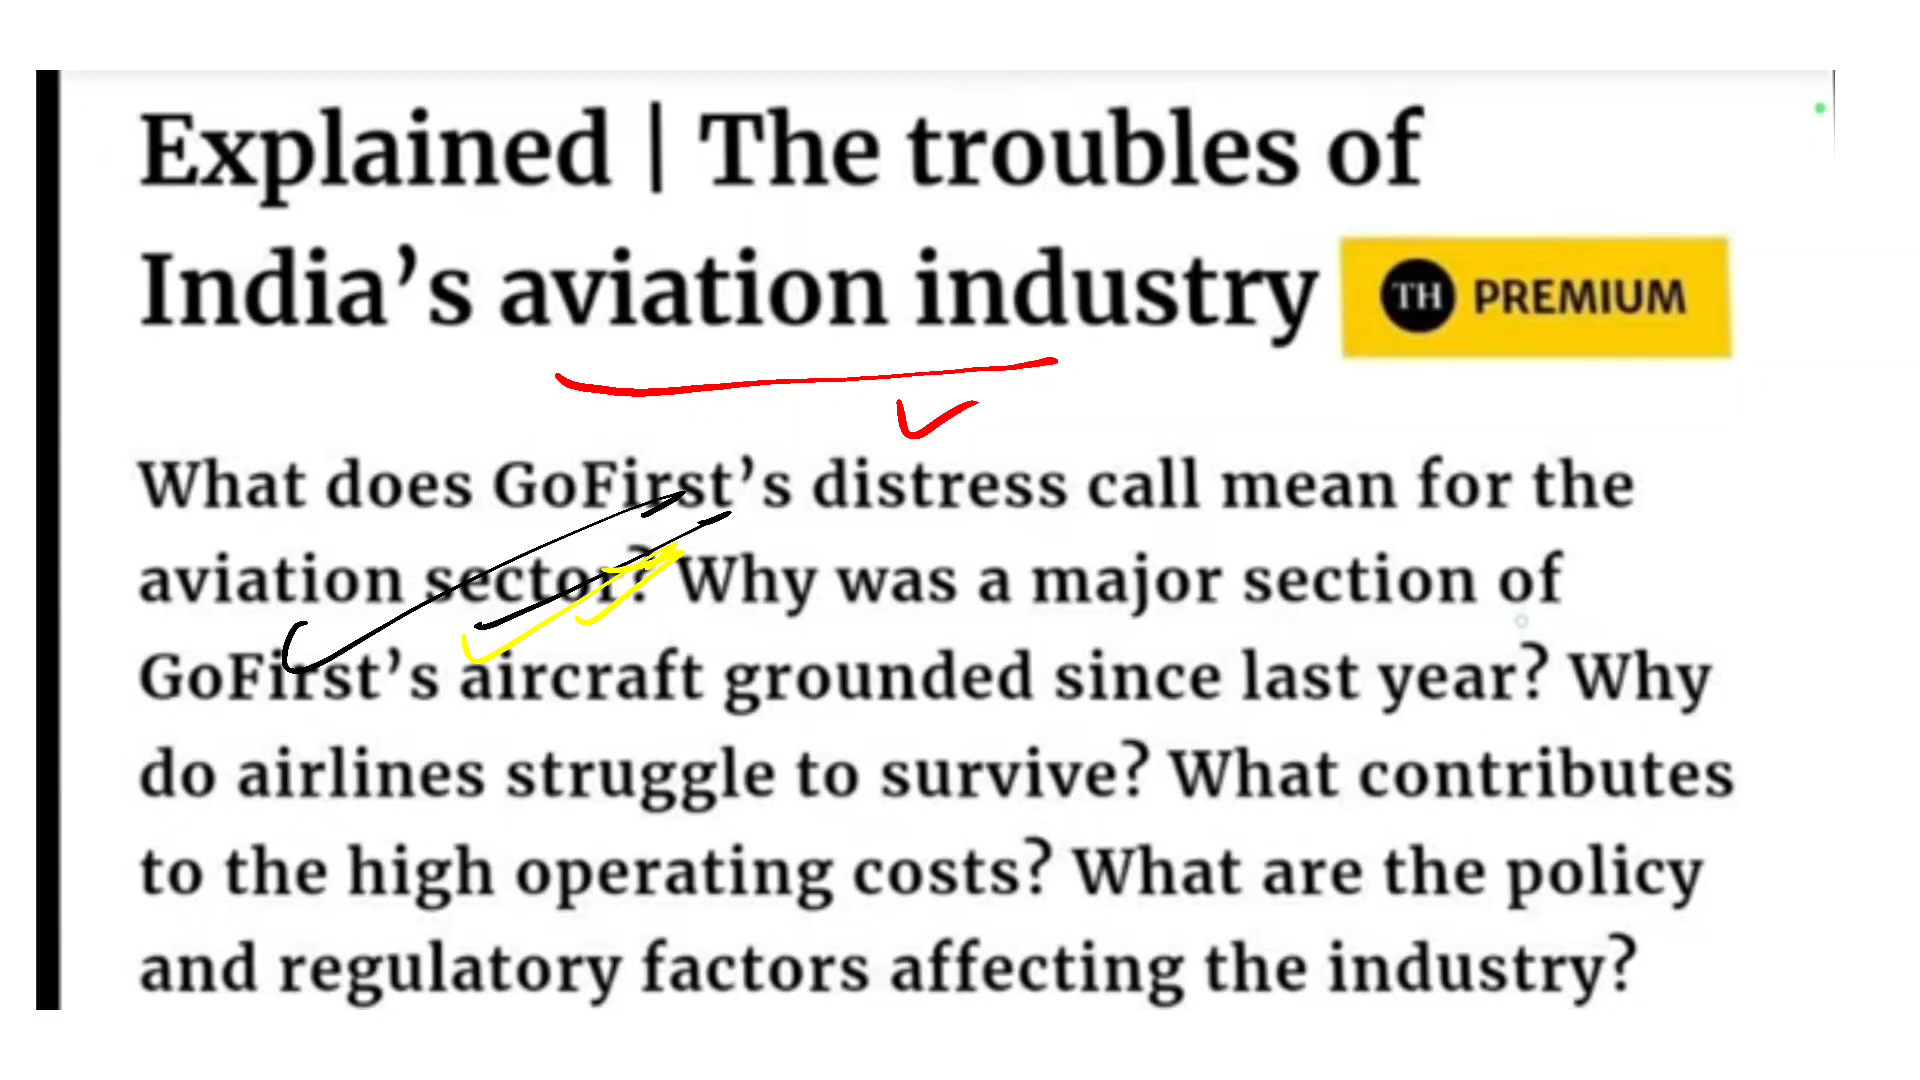 Explained | The troubles of
India’s aviation industry TH PREMIUM
What does GoFirst’s distress call mean for the
aviation sector? Why was a major section of
GoFirst’s aircraft grounded since last year? Why
do airlines struggle to survive? What contributes
to the high operating costs? What are the policy
and regulatory factors affecting the industry?